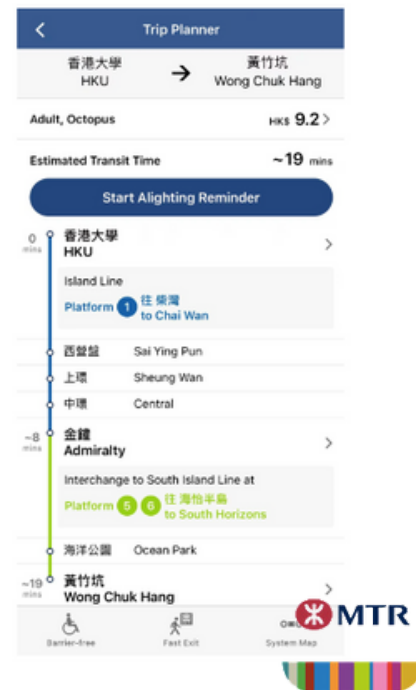 Trip Planner
香港大學 → 黃竹坑
HKU Wong Chuk Hang
Adult, Octopus HK$ 9.2 >
Estimated Transit Time ~19 mins
Start Alighting Reminder
0 mins 香港大學
HKU
Island Line
Platform 1 往 柴灣
to Chai Wan
西營盤 Sai Ying Pun
上環 Sheung Wan
中環 Central
~8 mins 金鐘
Admiralty
Interchange to South Island Line at
Platform 5 6 往 海怡半島
to South Horizons
海洋公園 Ocean Park
~19 mins 黃竹坑
Wong Chuk Hang
MTR
Barrier-free Fast Exit System Map